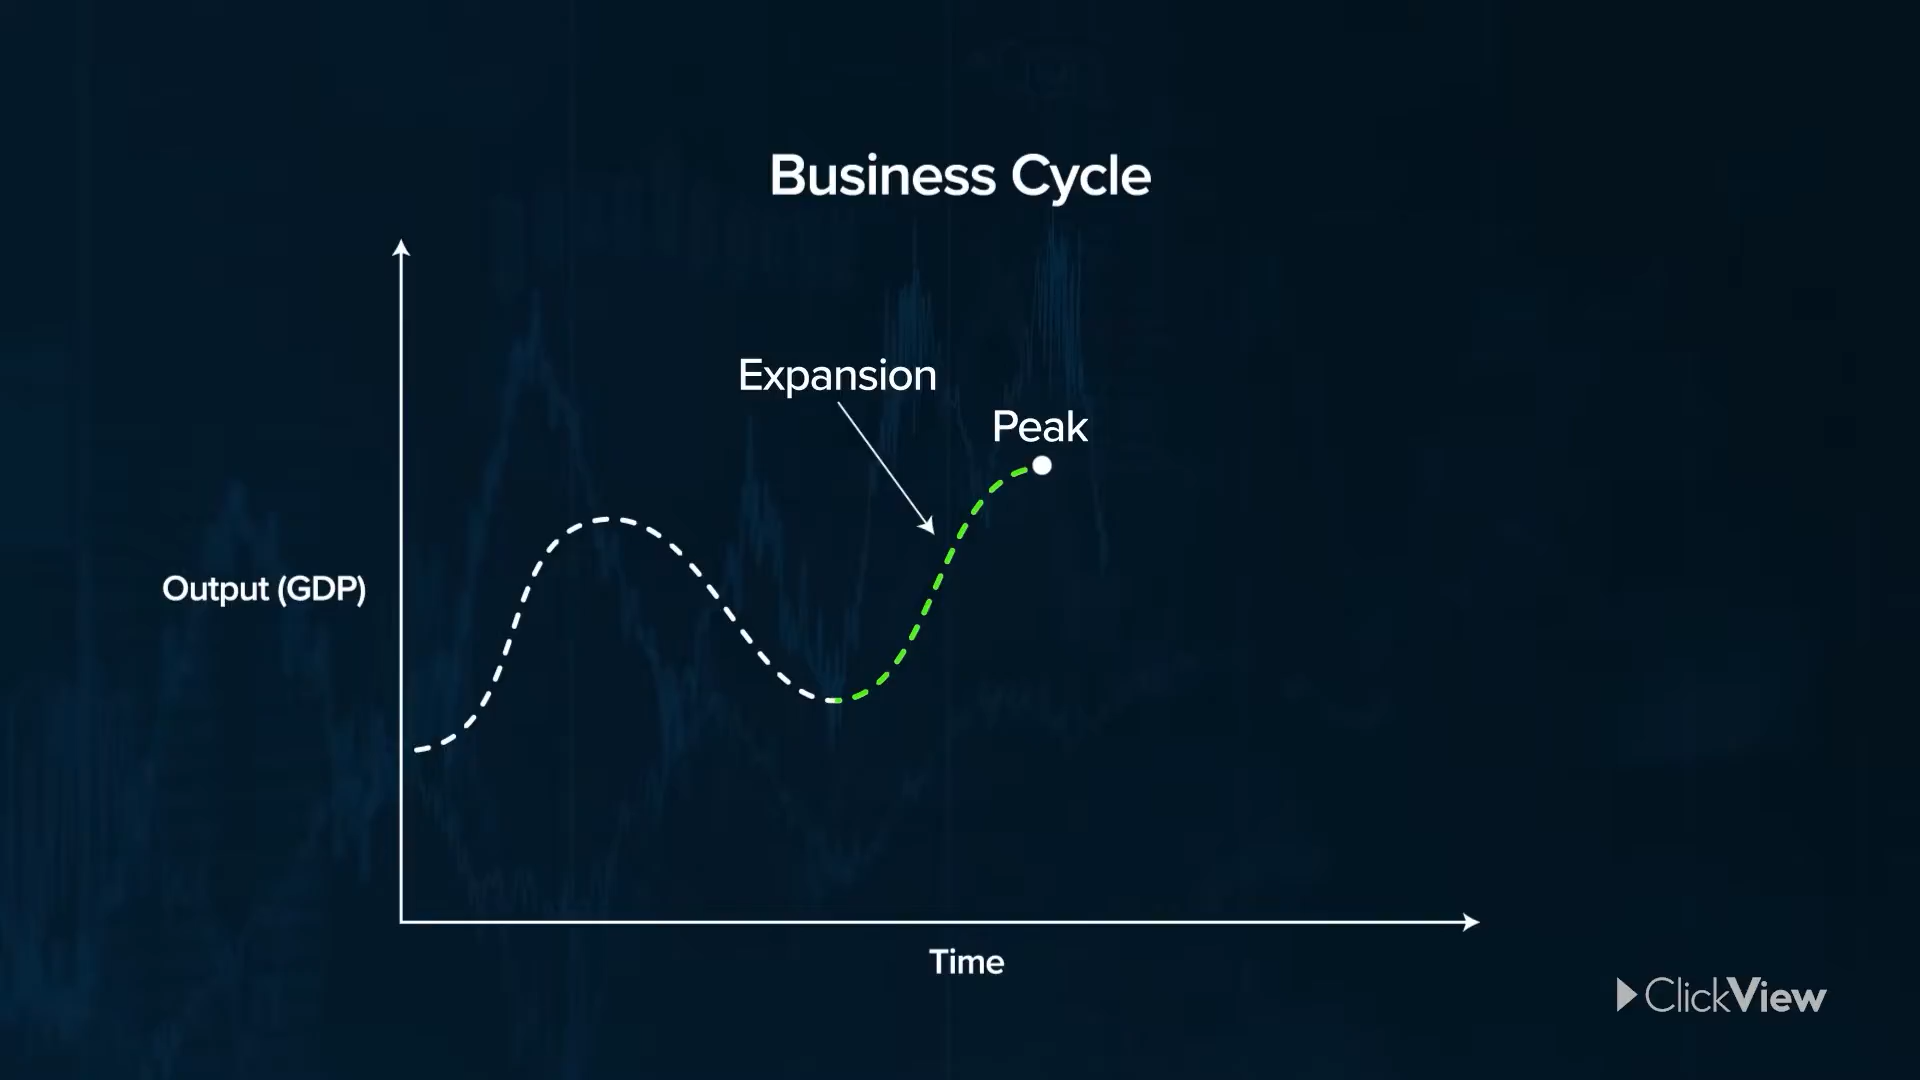 Business Cycle
Expansion
Peak
Output (GDP)
Time
ClickView